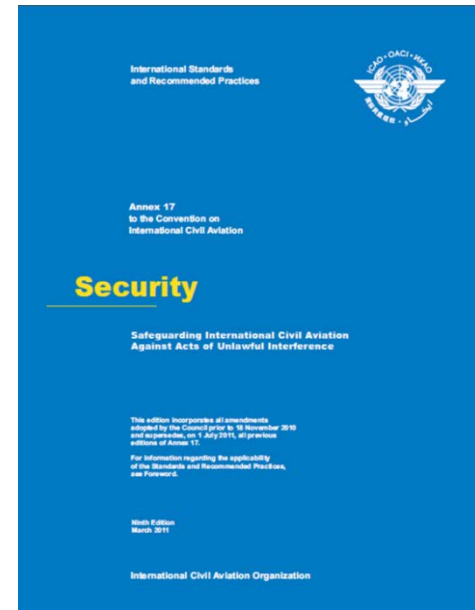 International Standards
and Recommended Practices
ICAO • OACI • ИКАО
Annex 17
to the Convention on
International Civil Aviation
Security
Safeguarding International Civil Aviation
Against Acts of Unlawful Interference
This edition incorporates all amendments
adopted by the Council prior to 18 November 2010
and supersedes, on 1 July 2011, all previous
editions of Annex 17.
For information regarding the applicability
of the Standards and Recommended Practices,
see Foreword.
Ninth Edition
March 2011
International Civil Aviation Organization